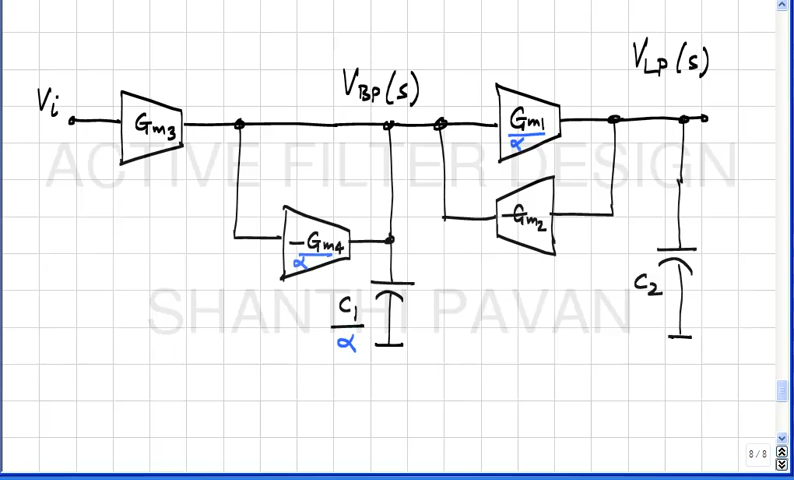 Vi
Gm3
VBP(s)
Gm1
α
VLP(s)
ACTIVE FILTER DESIGN
-Gm2
-Gm4
α
C1
α
C2
SHANTHI PAVAN
8 / 8